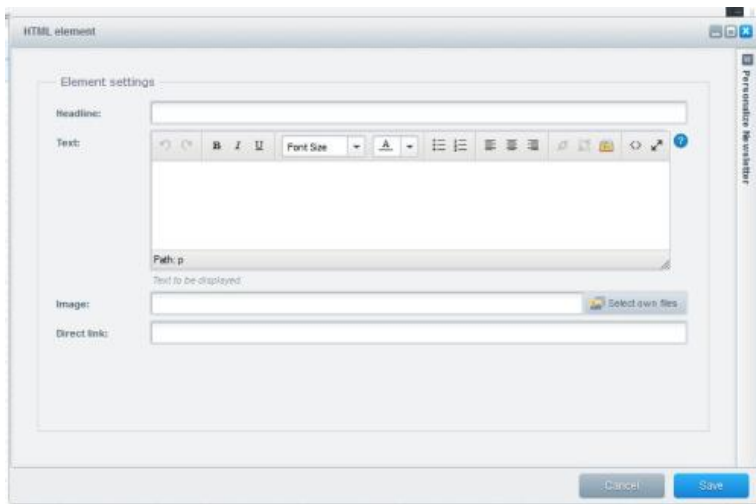 HTML element
Element settings
Headline:
Text:
B I U Font Size A
Path: p
Text to be displayed
Image:
Select own files
Direct link:
Cancel
Save
Personalize Newsletter